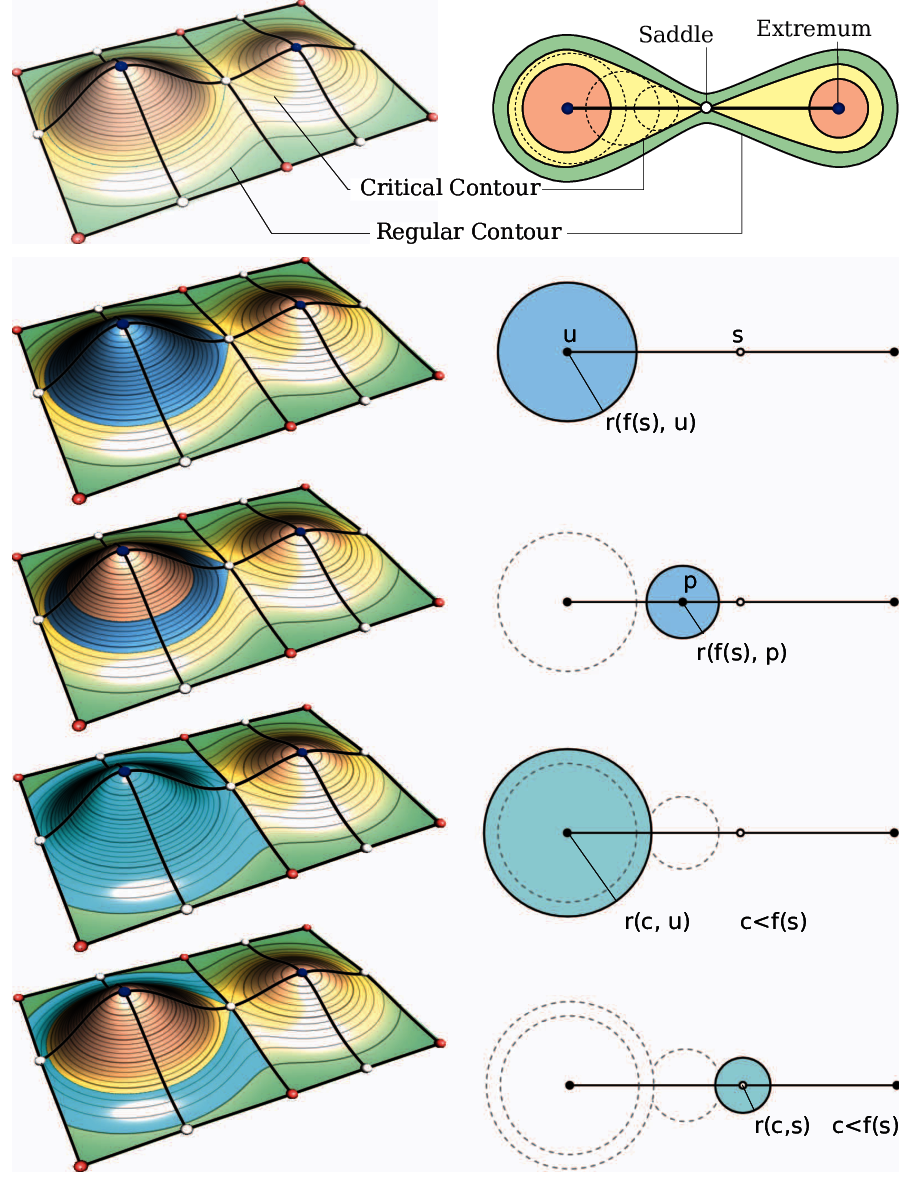 Saddle
Extremum
Critical Contour
Regular Contour
u
s
r(f(s), u)
p
r(f(s), p)
r(c, u)
c<f(s)
r(c,s)
c<f(s)